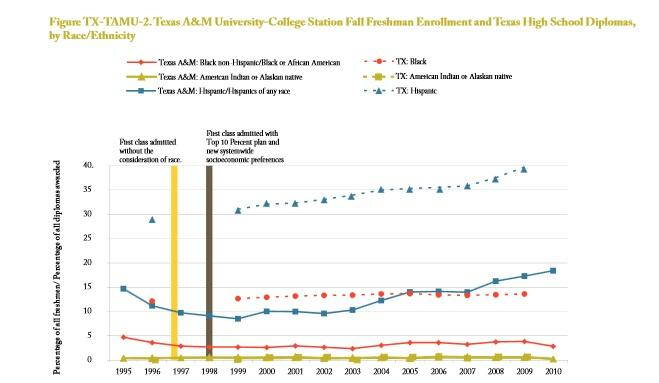 Figure TX-TAMU-2. Texas A&M University-College Station Fall Freshman Enrollment and Texas High School Diplomas,
by Race/Ethnicity
Texas A&M: Black non-Hispanic/Black or African American
TX: Black
Texas A&M: American Indian or Alaskan native
TX: American Indian or Alaskan native
Texas A&M: Hispanic/Hispanics of any race
TX: Hispanic
First class admitted
without the
consideration of race.
First class admitted with
Top 10 Percent plan and
new systemwide
socioeconomic preferences
Percentage of all freshman/ Percentage of all diplomas awarded
40.
35
30
25
20
15
10
5
0
1995 1996 1997 1998 1999 2000 2001 2002 2003 2004 2005 2006 2007 2008 2009 2010